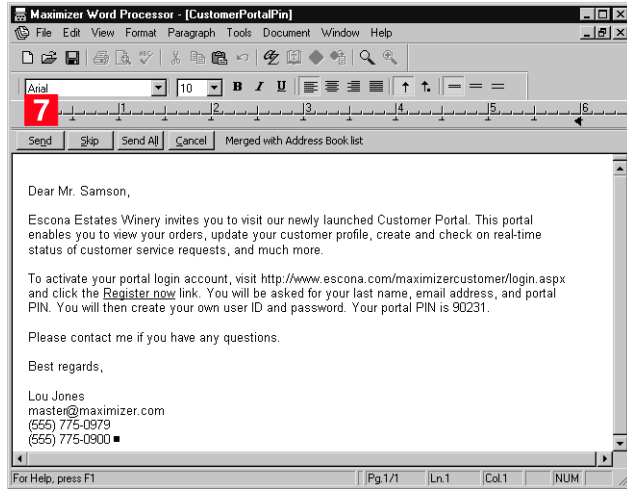 Maximizer Word Processor - [CustomerPortalPin]
File Edit View Format Paragraph Tools Document Window Help
Arial 10 B I U
7 1 2 3 4 5 6
Send Skip Send All Cancel Merged with Address Book list
Dear Mr. Samson,
Escona Estates Winery invites you to visit our newly launched Customer Portal. This portal
enables you to view your orders, update your customer profile, create and check on real-time
status of customer service requests, and much more.
To activate your portal login account, visit http://www.escona.com/maximizercustomer/login.aspx
and click the Register now link. You will be asked for your last name, email address, and portal
PIN. You will then create your own user ID and password. Your portal PIN is 90231.
Please contact me if you have any questions.
Best regards,
Lou Jones
master@maximizer.com
(555) 775-0979
(555) 775-0900
For Help, press F1 Pg.1/1 Ln.1 Col.1 NUM